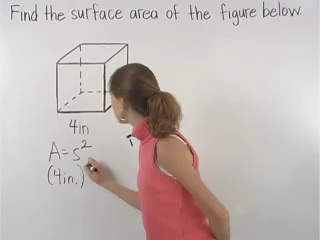 Find the surface area of the figure below.
4in
A=s²
(4in.)